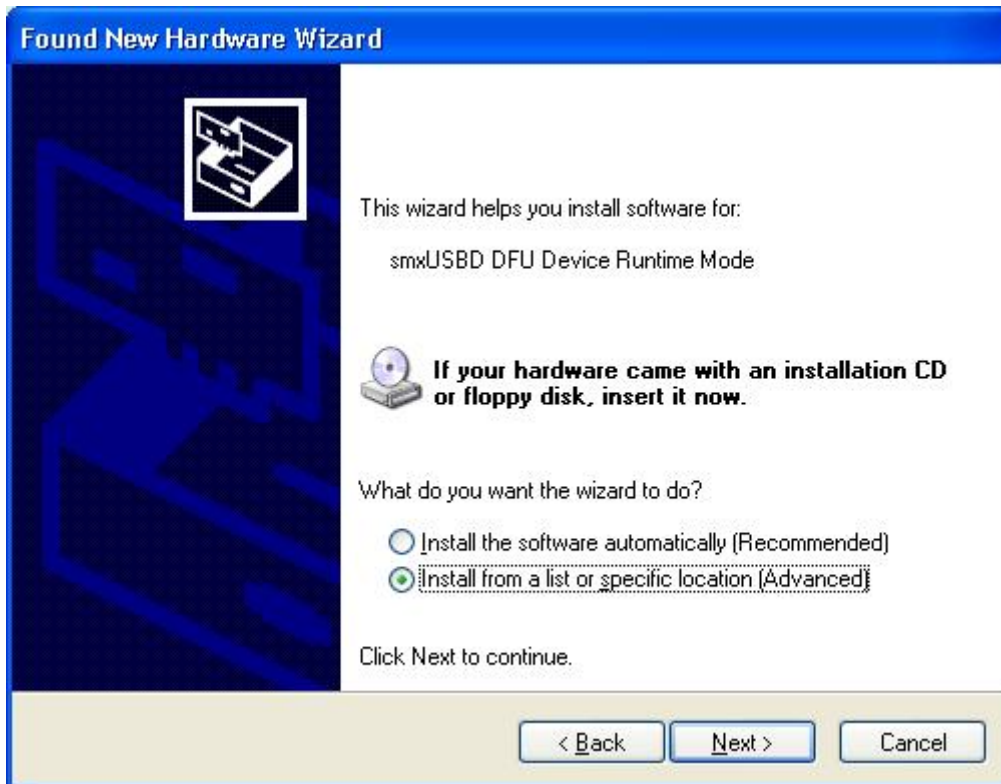 Found New Hardware Wizard
This wizard helps you install software for:
smxUSBD DFU Device Runtime Mode
If your hardware came with an installation CD
or floppy disk, insert it now.
What do you want the wizard to do?
Install the software automatically (Recommended)
Install from a list or specific location (Advanced)
Click Next to continue.
< Back
Next >
Cancel